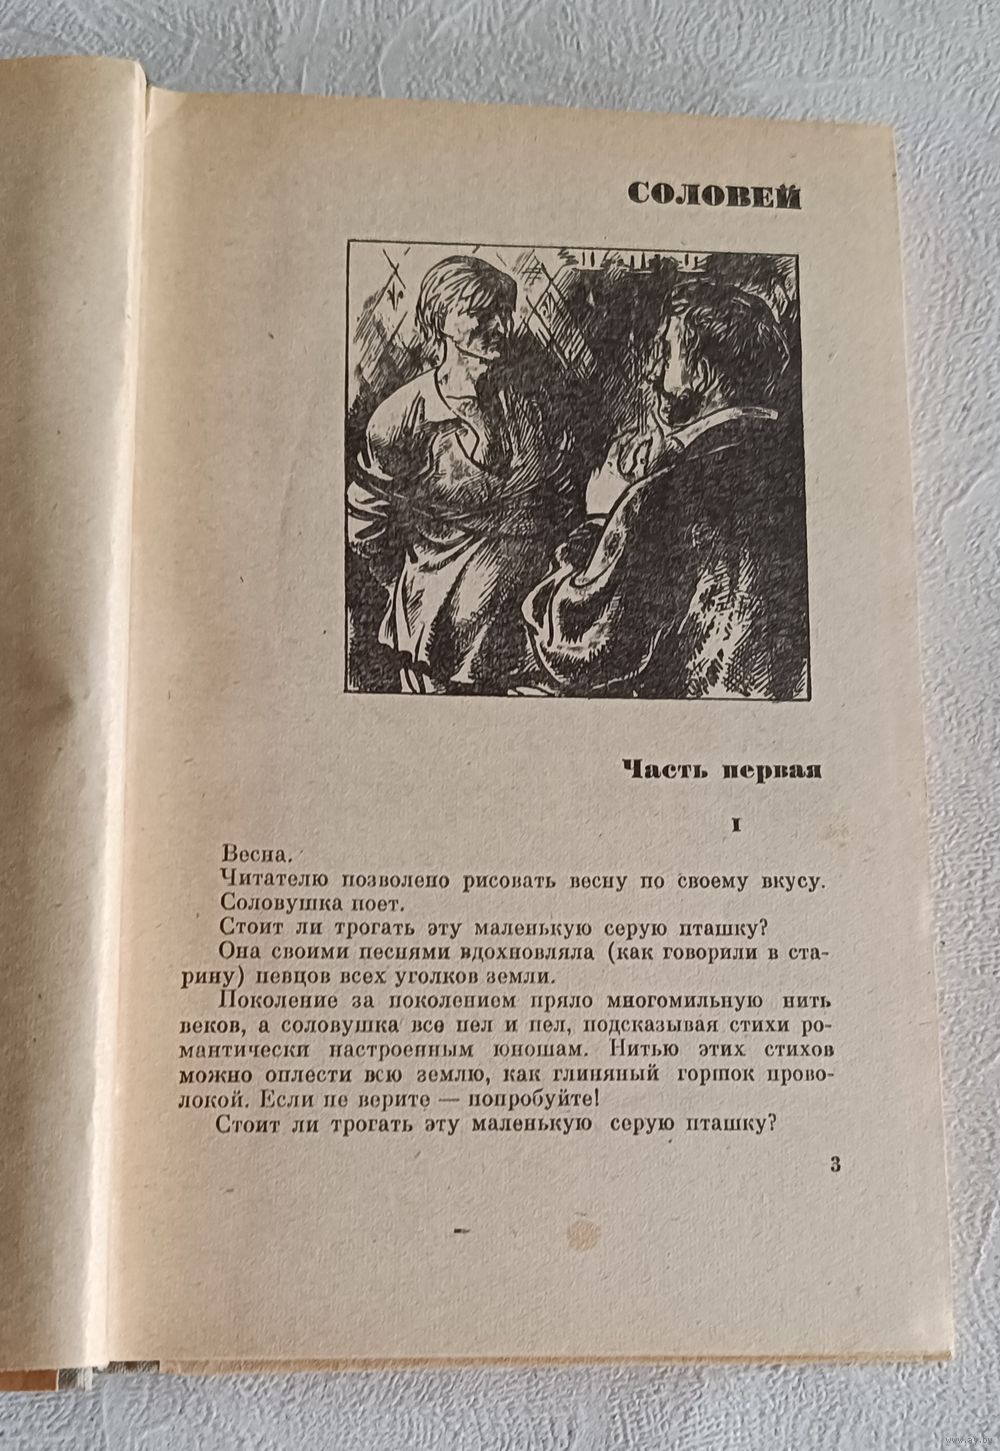 СОЛОВЕЙ
Часть первая
I
Весна.
Читателю позволено рисовать весну по своему вкусу.
Соловушка поет.
Стоит ли трогать эту маленькую серую пташку?
Она своими песнями вдохновляла (как говорили в ста-
рину) певцов всех уголков земли.
Поколение за поколением пряло многомильную нить
веков, а соловушка все пел и пел, подсказывая стихи ро-
мантически настроенным юношам. Нитью этих стихов
можно оплести всю землю, как глиняный горшок прово-
локой. Если не верите — попробуйте!
Стоит ли трогать эту маленькую серую пташку?
3
www.ay.by